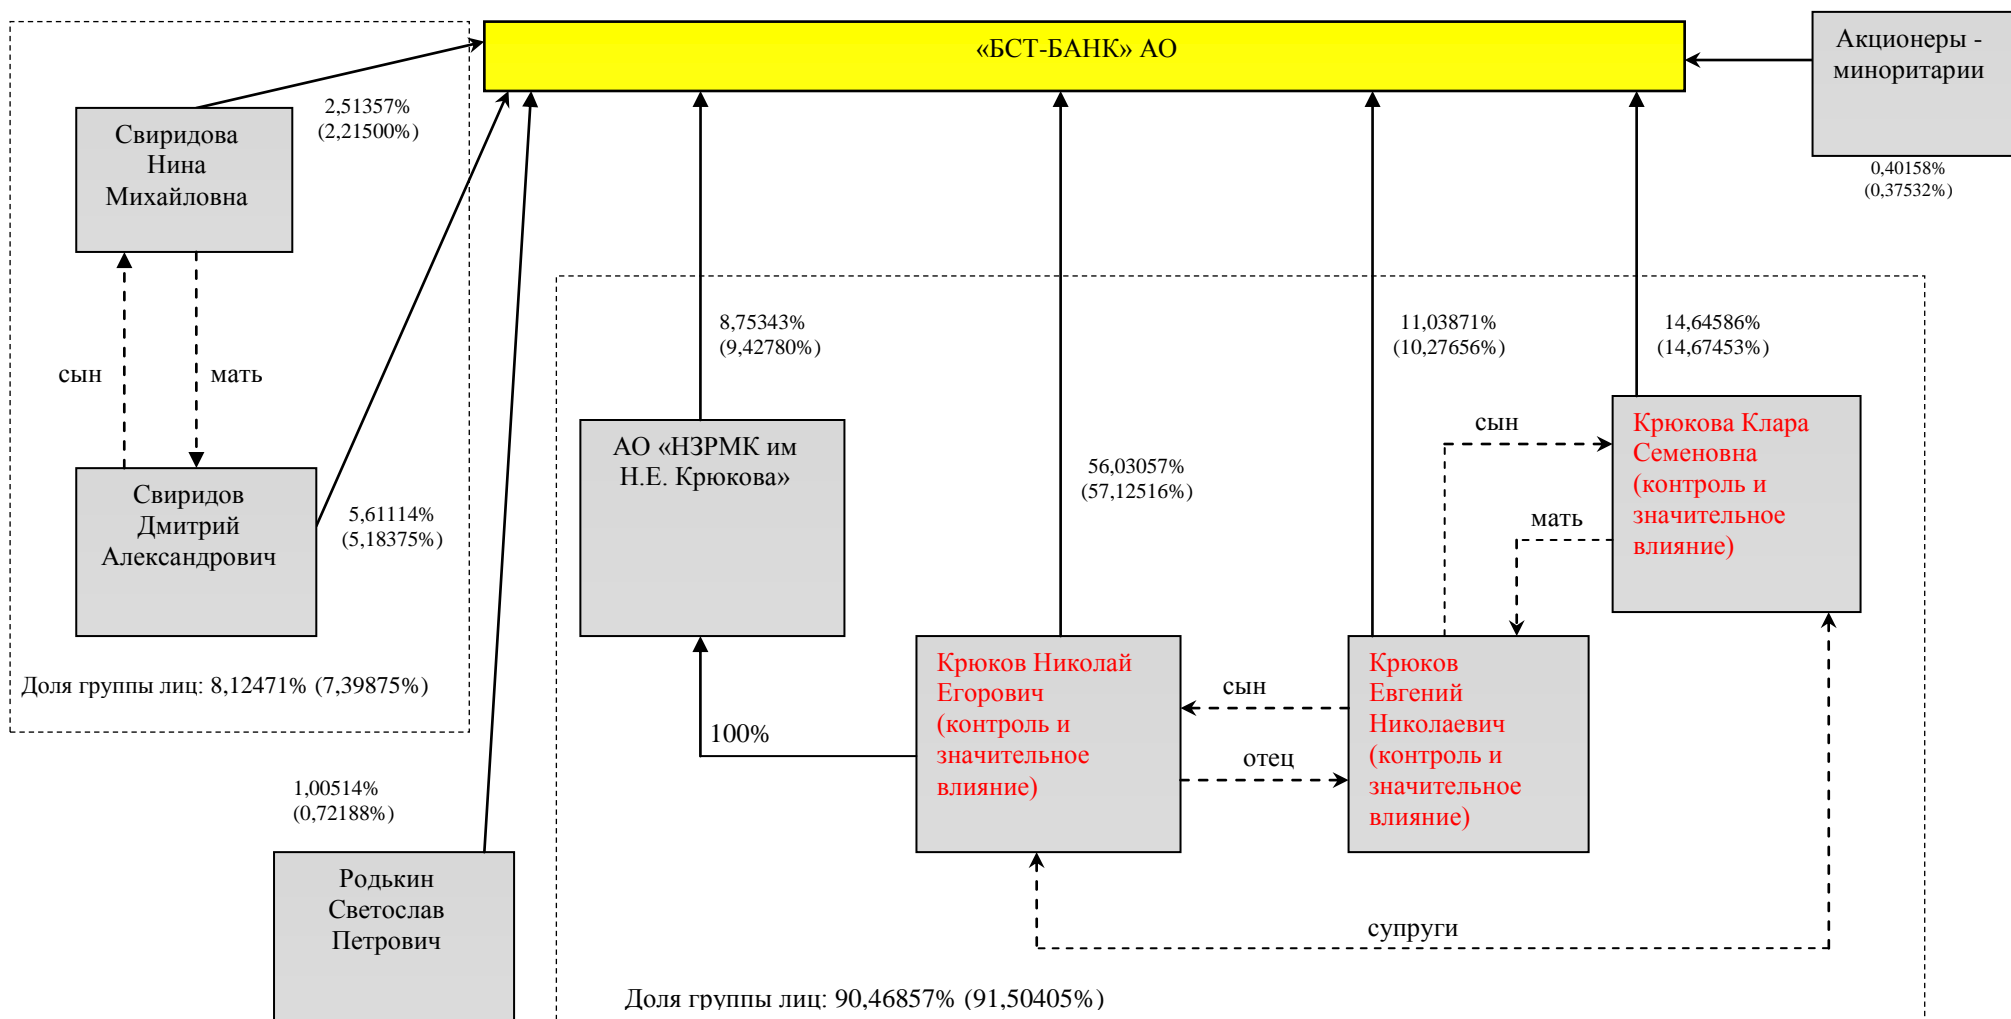 «БСТ-БАНК» АО
Акционеры -
миноритарии
0,40158%
(0,37532%)
2,51357%
(2,21500%)
Свиридова
Нина
Михайловна
сын
мать
Свиридов
Дмитрий
Александрович
5,61114%
(5,18375%)
Доля группы лиц: 8,12471% (7,39875%)
1,00514%
(0,72188%)
Родькин
Светослав
Петрович
8,75343%
(9,42780%)
АО «НЗРМК им
Н.Е. Крюкова»
100%
56,03057%
(57,12516%)
Крюков Николай
Егорович
(контроль и
значительное
влияние)
сын
отец
11,03871%
(10,27656%)
Крюков
Евгений
Николаевич
(контроль и
значительное
влияние)
14,64586%
(14,67453%)
сын
мать
Крюкова Клара
Семеновна
(контроль и
значительное
влияние)
супруги
Доля группы лиц: 90,46857% (91,50405%)